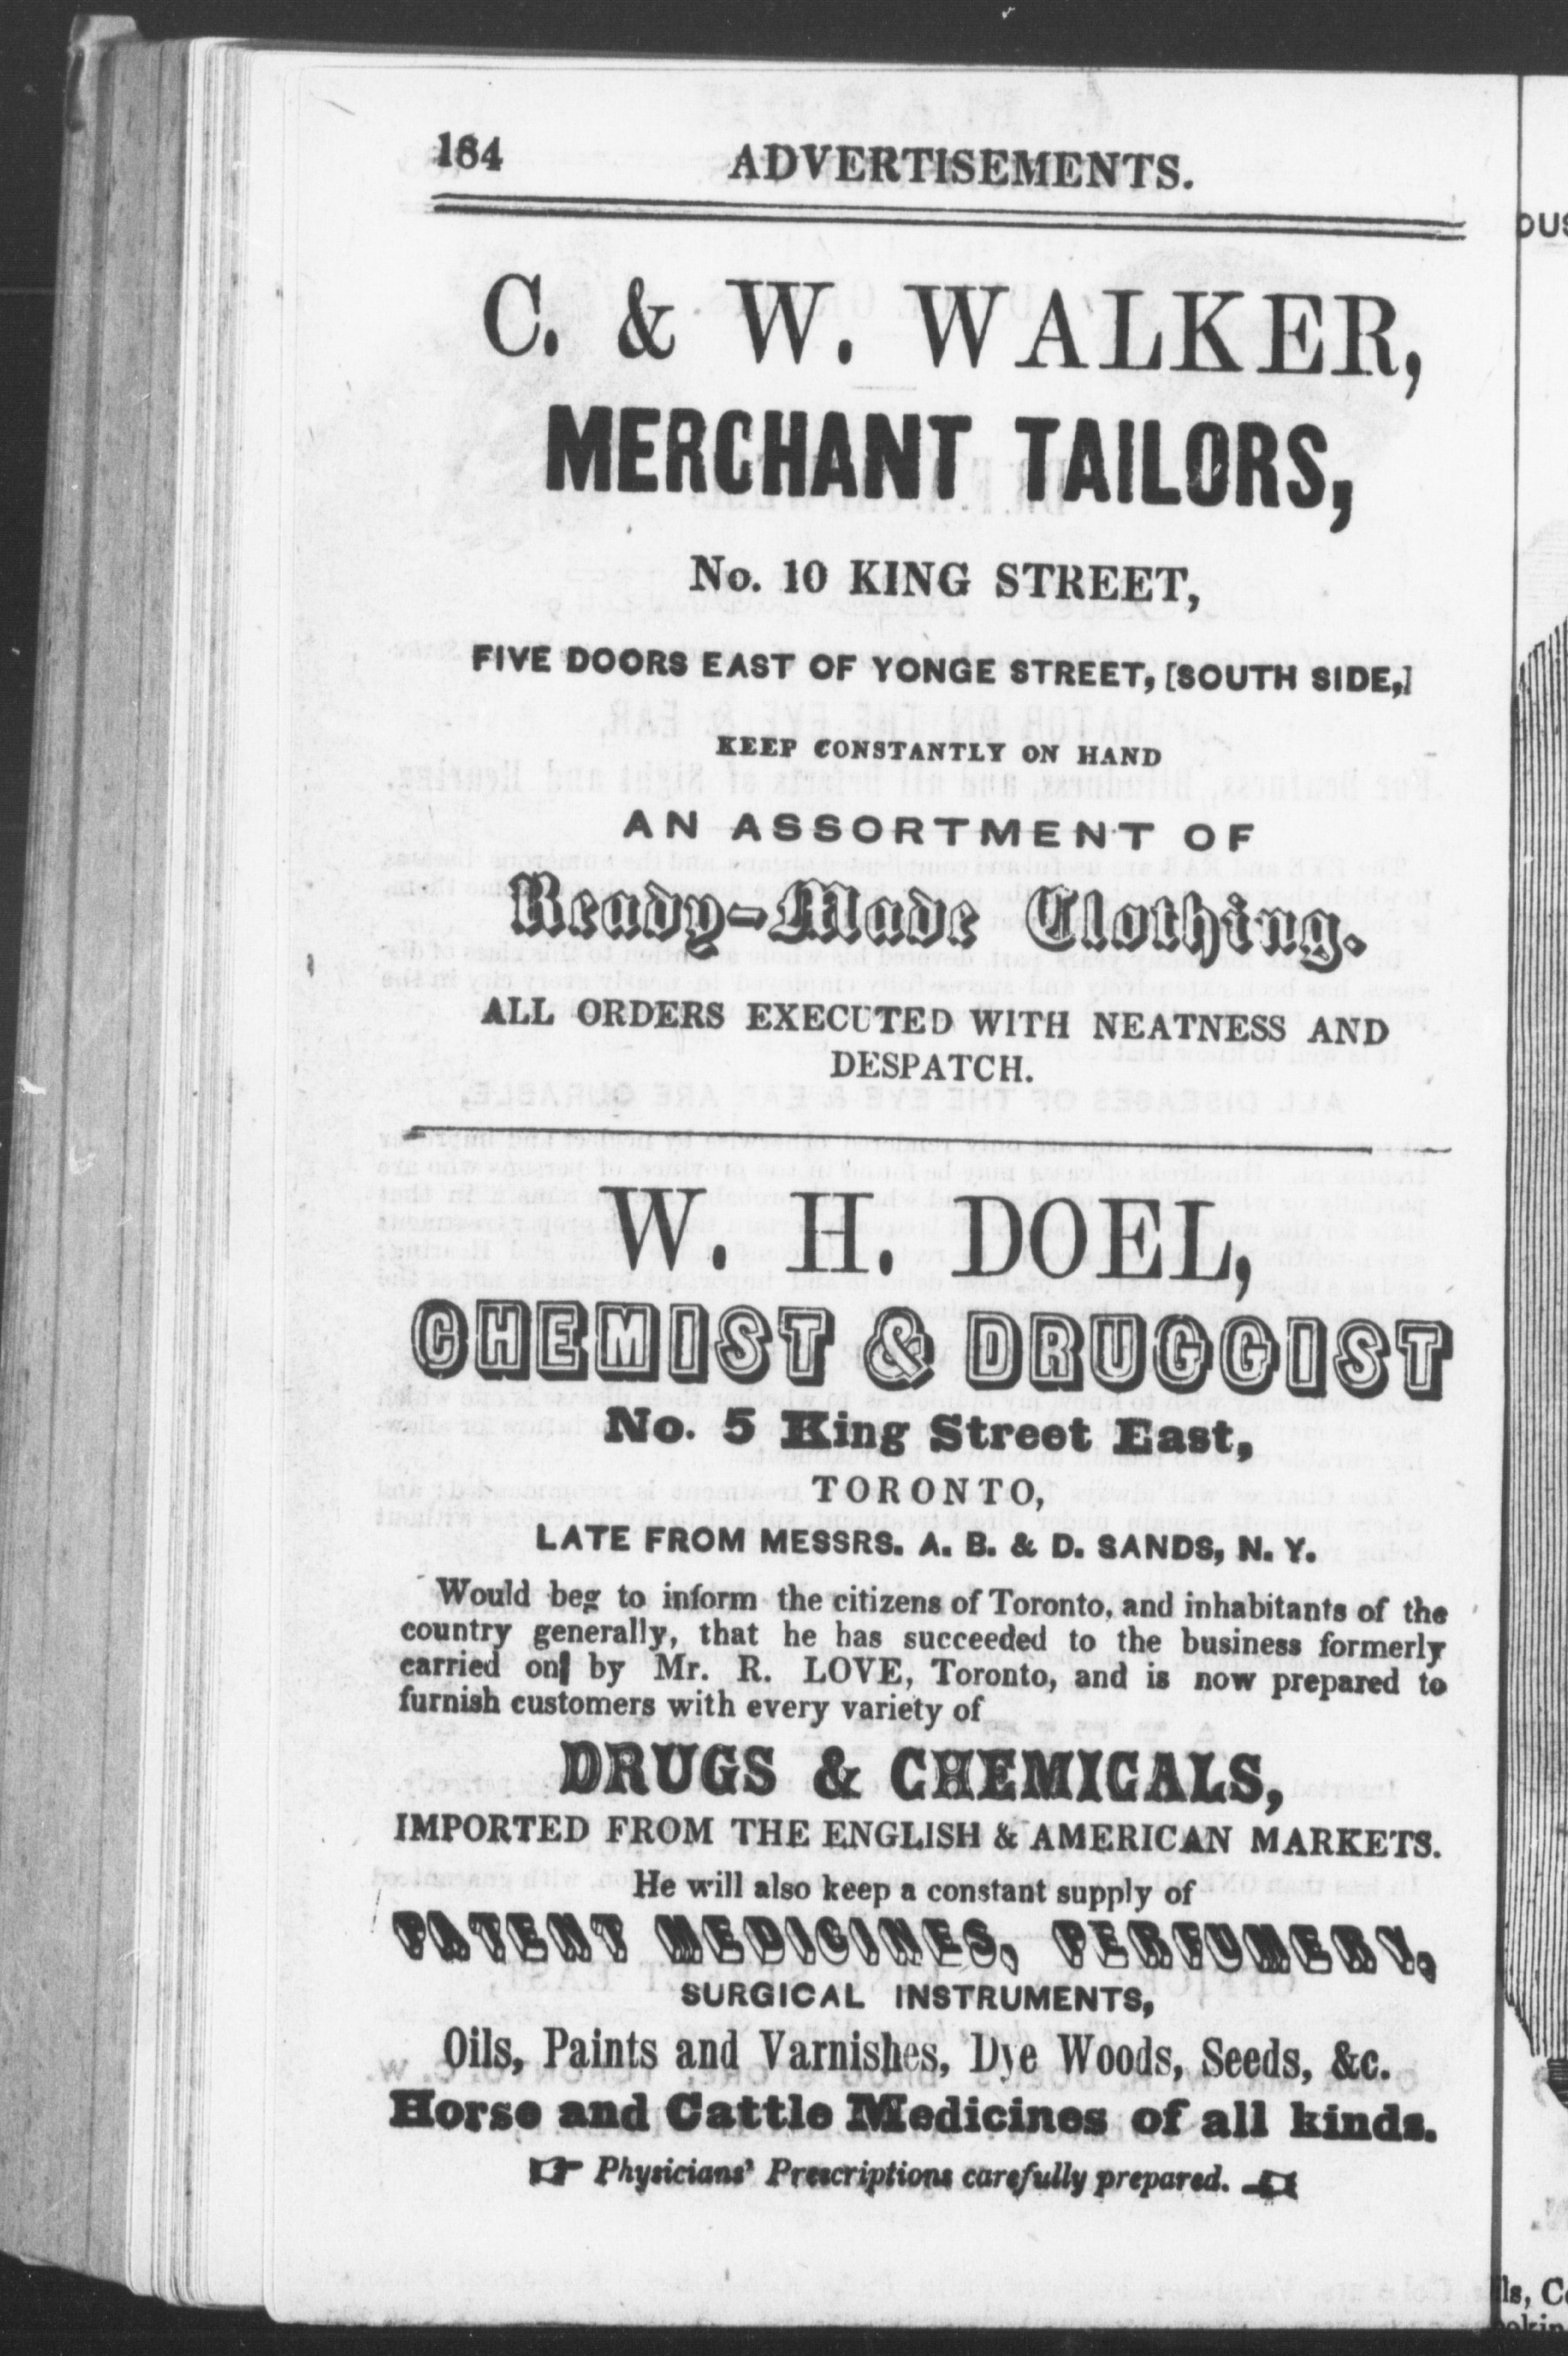 184
ADVERTISEMENTS.
C. & W. WALKER,
MERCHANT TAILORS,
No. 10 KING STREET,
FIVE DOORS EAST OF YONGE STREET, [SOUTH SIDE,]
KEEP CONSTANTLY ON HAND
AN ASSORTMENT OF
Ready-Made Clothing.
ALL ORDERS EXECUTED WITH NEATNESS AND
DESPATCH.
W. H. DOEL,
CHEMIST & DRUGGIST
No. 5 King Street East,
TORONTO,
LATE FROM MESSRS. A. B. & D. SANDS, N. Y.
Would beg to inform the citizens of Toronto, and inhabitants of the
country generally, that he has succeeded to the business formerly
carried on by Mr. R. LOVE, Toronto, and is now prepared to
furnish customers with every variety of
DRUGS & CHEMICALS,
IMPORTED FROM THE ENGLISH & AMERICAN MARKETS.
He will also keep a constant supply of
PATENT MEDICINES, PERFUMERY,
SURGICAL INSTRUMENTS,
Oils, Paints and Varnishes, Dye Woods, Seeds, &c.
Horse and Cattle Medicines of all kinds.
☞ Physicians' Prescriptions carefully prepared. ☜